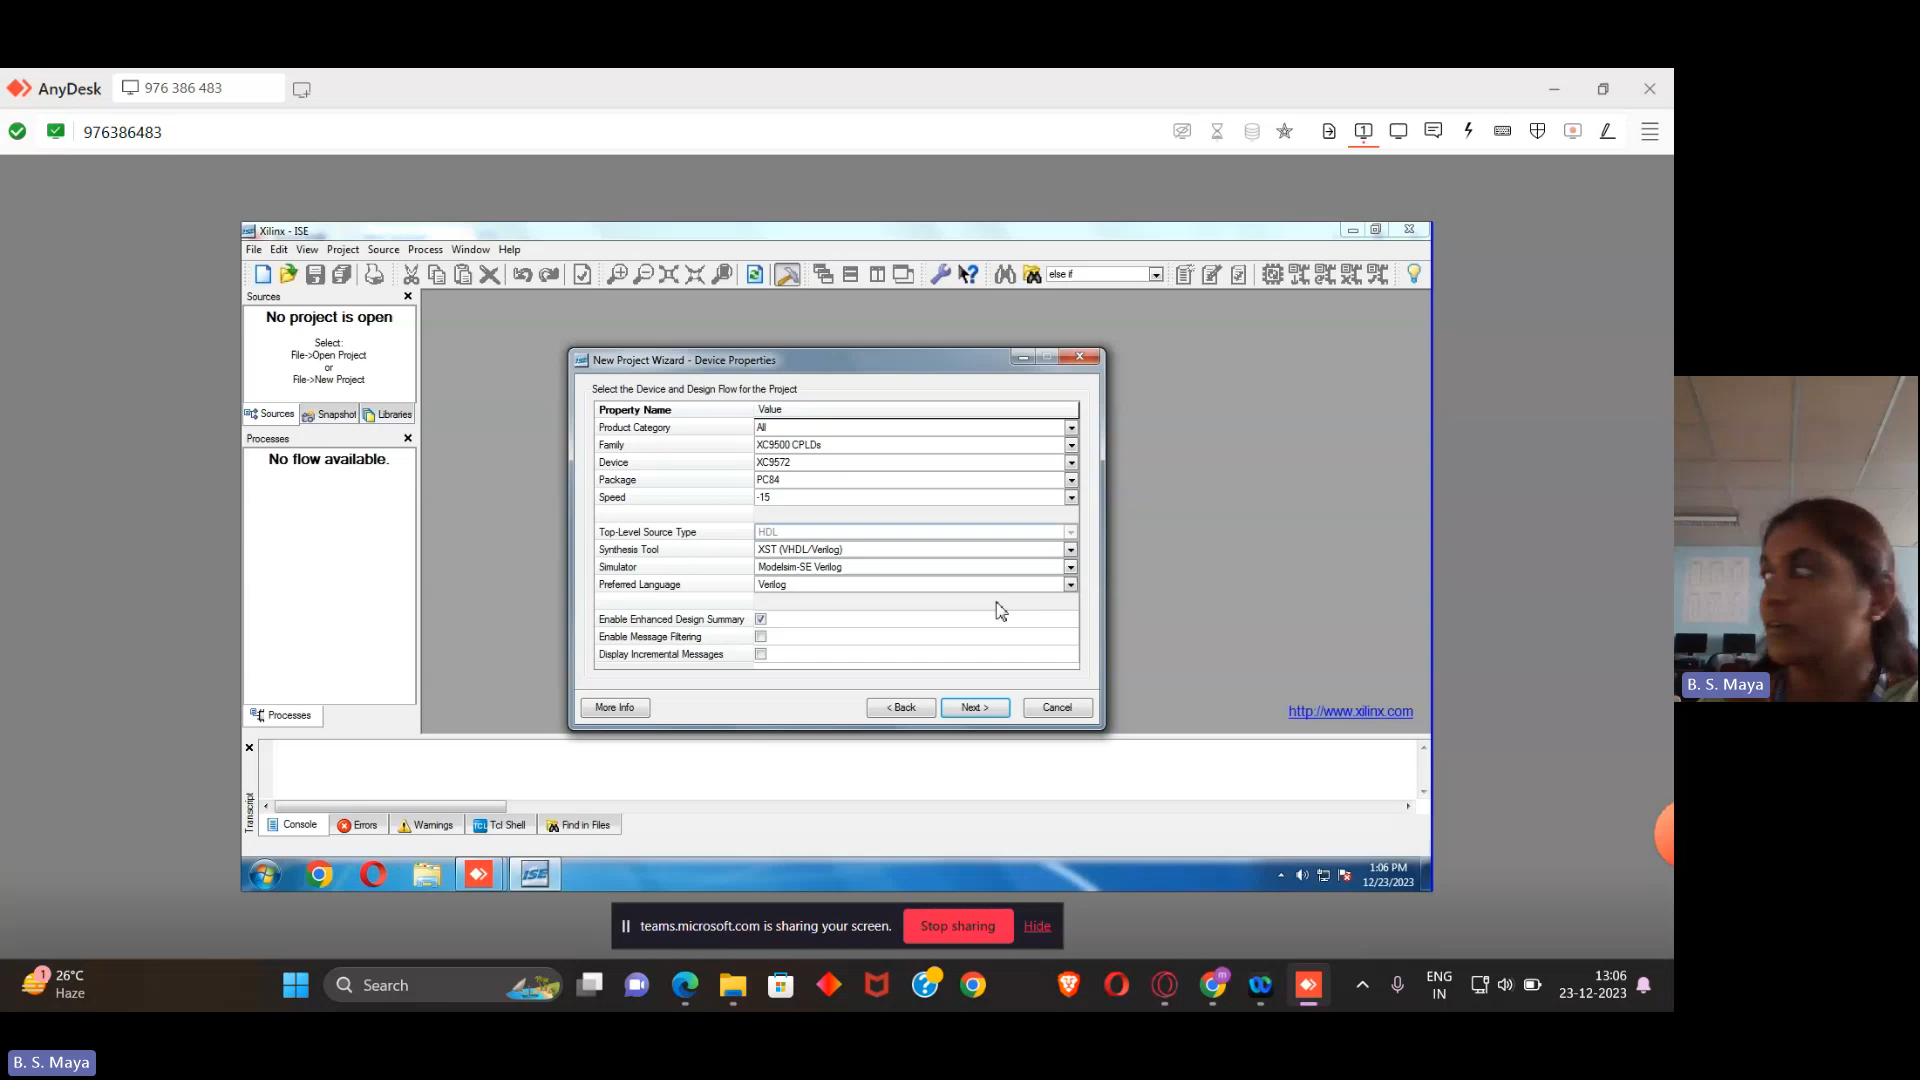 AnyDesk
976 386 483
976386483
Xilinx - ISE
File Edit View Project Source Process Window Help
else if
Sources
No project is open
Select:
File->Open Project
or
File->New Project
Sources Snapshot Libraries
Processes
No flow available.
Processes
New Project Wizard - Device Properties
Select the Device and Design Flow for the Project
Property Name Value
Product Category All
Family XC9500 CPLDs
Device XC9572
Package PC84
Speed -15
Top-Level Source Type HDL
Synthesis Tool XST (VHDL/Verilog)
Simulator Modelsim-SE Verilog
Preferred Language Verilog
Enable Enhanced Design Summary
Enable Message Filtering
Display Incremental Messages
More Info < Back Next > Cancel
http://www.xilinx.com
Transcript
Console Errors Warnings Tcl Shell Find in Files
ISE
1:06 PM
12/23/2023
teams.microsoft.com is sharing your screen. Stop sharing Hide
1
26°C
Haze
Search
ENG
IN
13:06
23-12-2023
B. S. Maya
B. S. Maya